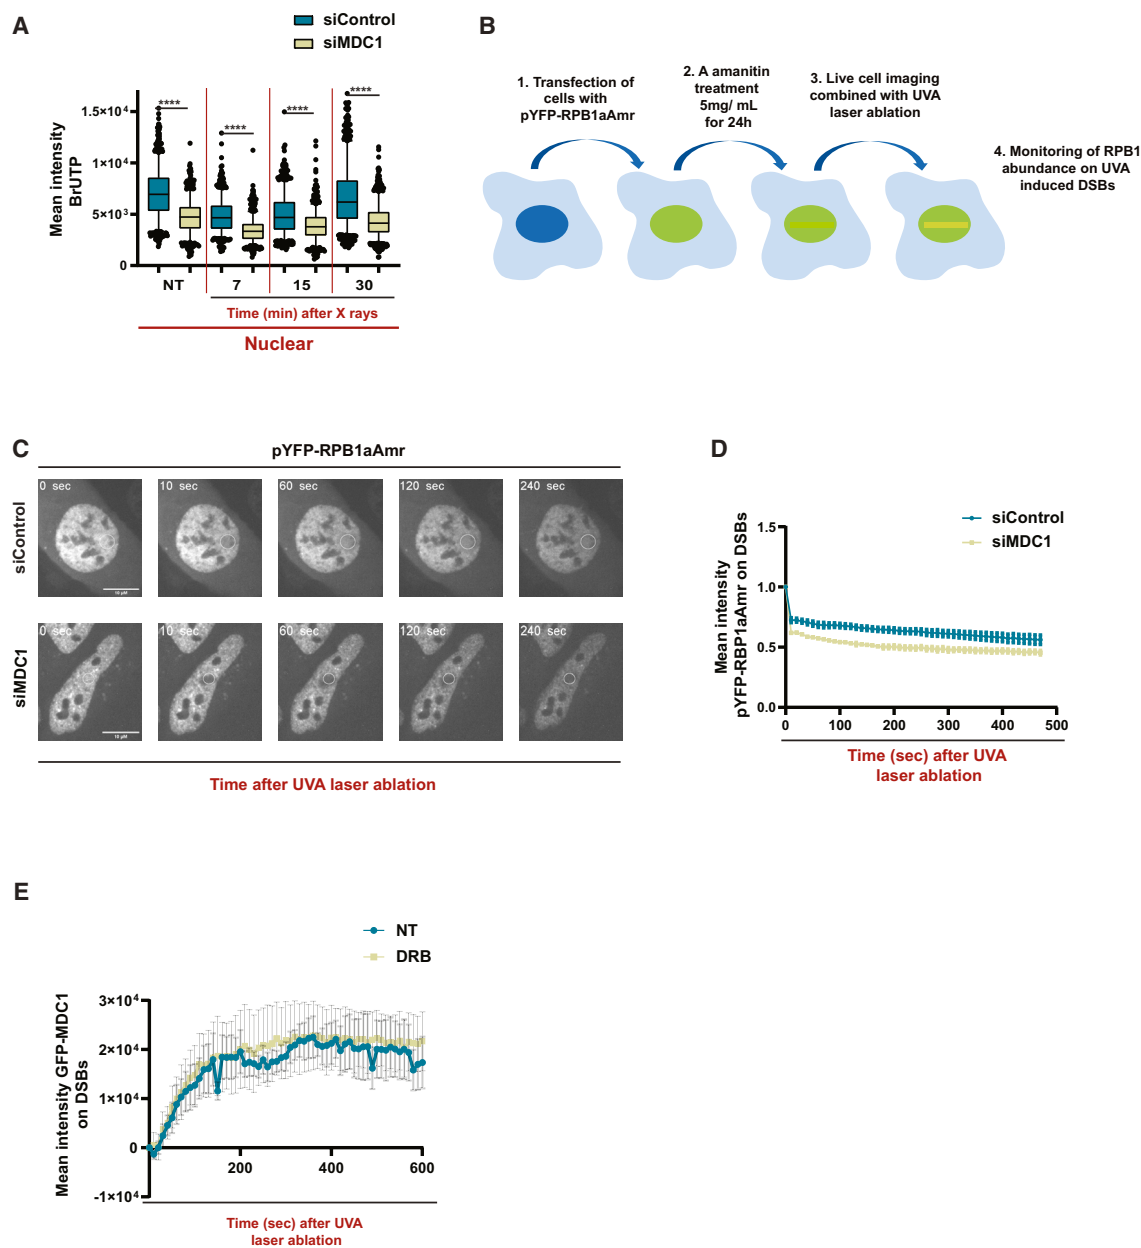 A
siControl
siMDC1
Mean intensity
BrUTP
1.5×10⁴
1×10⁴
5×10³
0
****
****
****
****
NT
7
15
30
Time (min) after X rays
Nuclear
B
1. Transfection of
cells with
pYFP-RPB1aAmr
2. A amanitin
treatment
5mg/ mL
for 24h
3. Live cell imaging
combined with UVA
laser ablation
4. Monitoring of RPB1
abundance on UVA
induced DSBs
C
pYFP-RPB1aAmr
siControl
0 sec
10 sec
60 sec
120 sec
240 sec
10 µM
siMDC1
0 sec
10 sec
60 sec
120 sec
240 sec
10 µM
Time after UVA laser ablation
D
siControl
siMDC1
Mean intensity
pYFP-RBP1aAmr on DSBs
1.5
1.0
0.5
0.0
0
100
200
300
400
500
Time (sec) after UVA
laser ablation
E
NT
DRB
Mean intensity GFP-MDC1
on DSBs
3×10⁴
2×10⁴
1×10⁴
0
-1×10⁴
200
400
600
Time (sec) after UVA
laser ablation